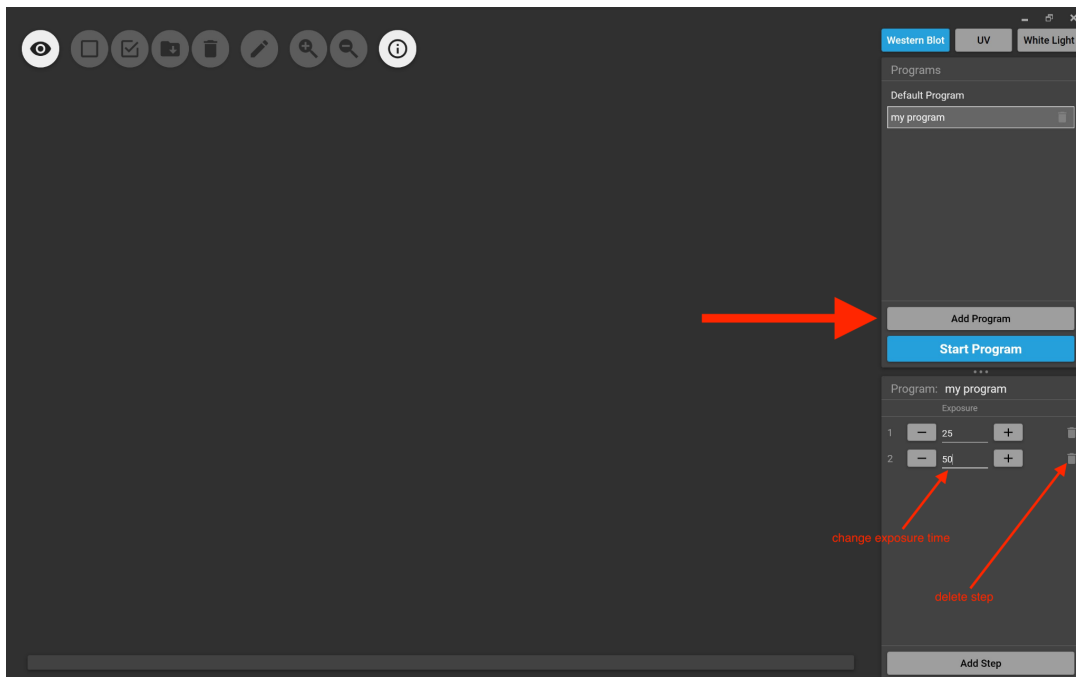 Western Blot
UV
White Light
Programs
Default Program
my program
Add Program
Start Program
Program: my program
Exposure
1 − 25 +
2 − 50 +
change exposure time
delete step
Add Step